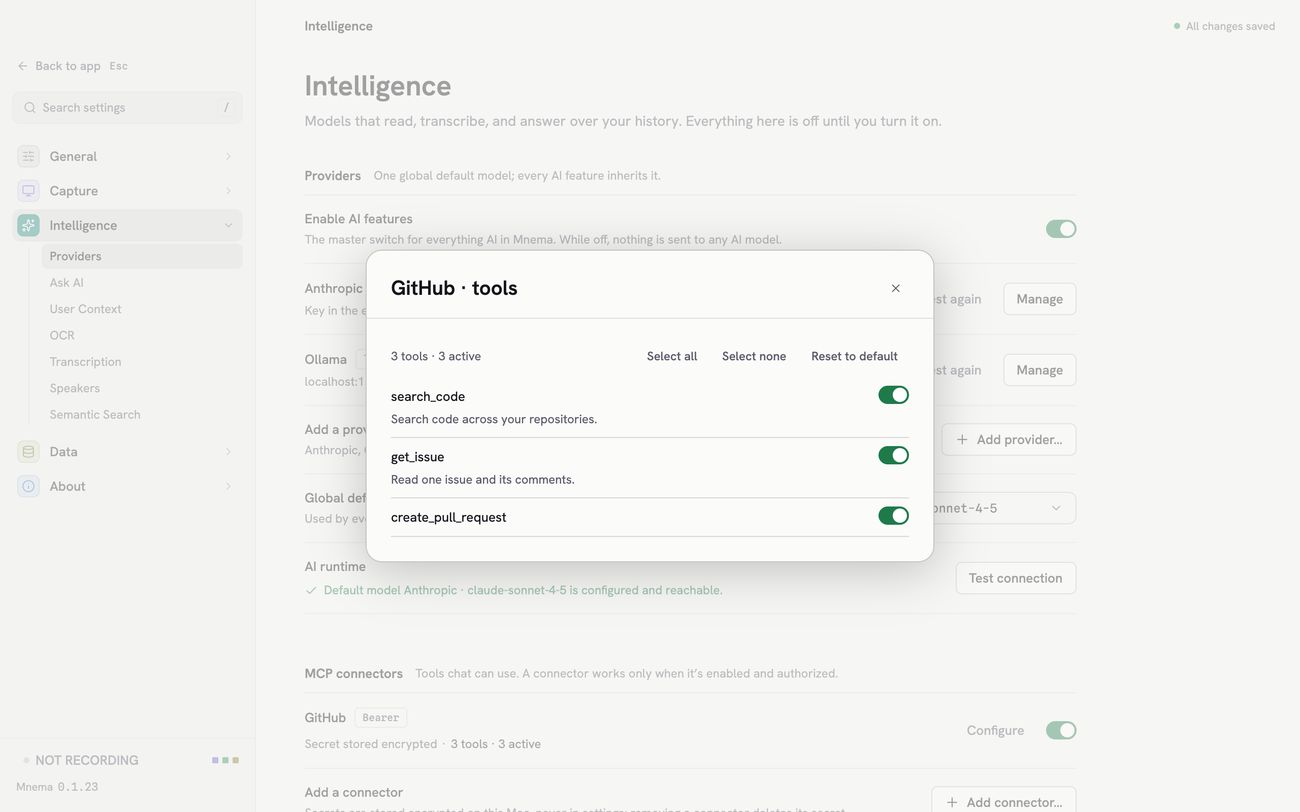 Intelligence
All changes saved
Back to app Esc
Search settings /
General
Capture
Intelligence
Providers
Ask AI
User Context
OCR
Transcription
Speakers
Semantic Search
Data
About
NOT RECORDING
Mnema 0.1.23
Intelligence
Models that read, transcribe, and answer over your history. Everything here is off until you turn it on.
Providers One global default model; every AI feature inherits it.
Enable AI features
The master switch for everything AI in Mnema. While off, nothing is sent to any AI model.
Anthropic
Key in the
again Manage
Ollama
again Manage
Add a
Anthropic,
Add provider…
Global
Used by
AI runtime
Default model Anthropic · claude-sonnet-4-5 is configured and reachable.
Test connection
GitHub · tools
3 tools · 3 active Select all Select none Reset to default
search_code
Search code across your repositories.
get_issue
Read one issue and its comments.
create_pull_request
MCP connectors Tools chat can use. A connector works only when it's enabled and authorized.
GitHub Bearer
Secret stored encrypted · 3 tools · 3 active
Configure
Add a connector
Add connector…